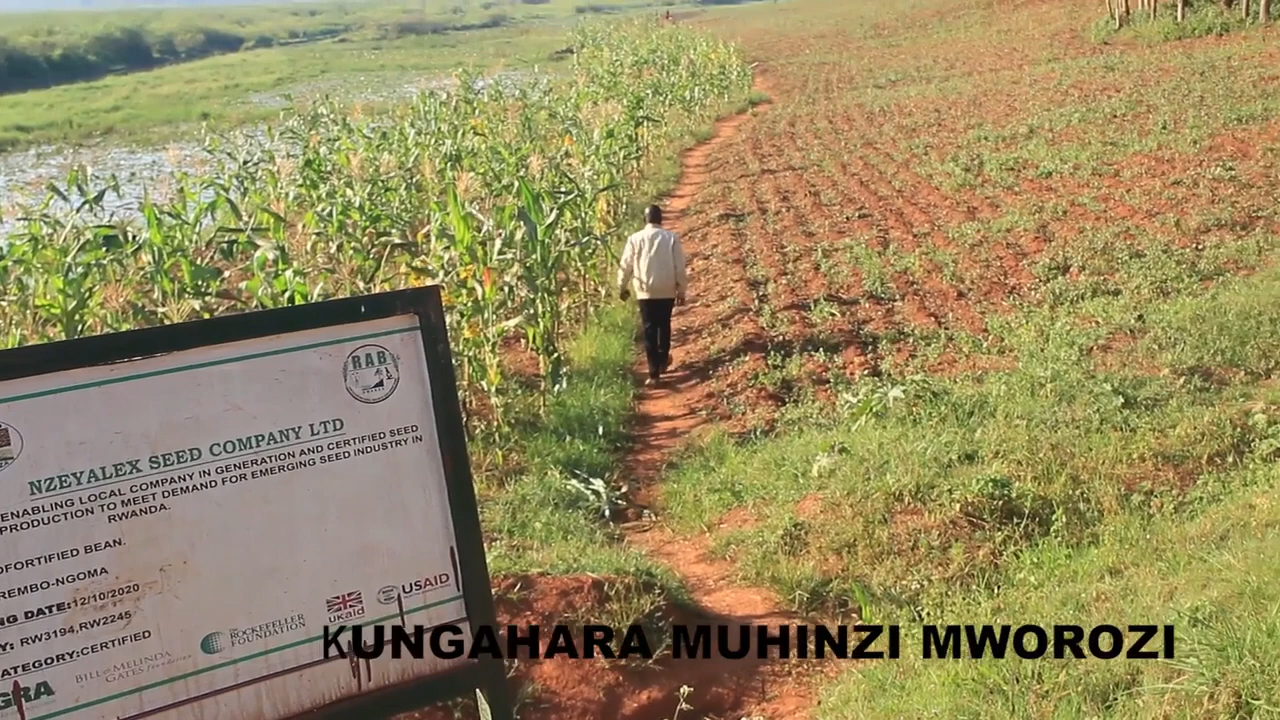 RAB
NZEYALEX SEED COMPANY LTD
ENABLING LOCAL COMPANY IN GENERATION AND CERTIFIED SEED
PRODUCTION TO MEET DEMAND FOR EMERGING SEED INDUSTRY IN
RWANDA.
OFORTIFIED BEAN.
REMBO-NGOMA
NG DATE:12/10/2020
Y: RW3194,RW2245
ATEGORY:CERTIFIED
GRA
BILL & MELINDA
GATES foundation
THE
ROCKEFELLER
FOUNDATION
ukaid
USAID
KUNGAHARA MUHINZI MWOROZI